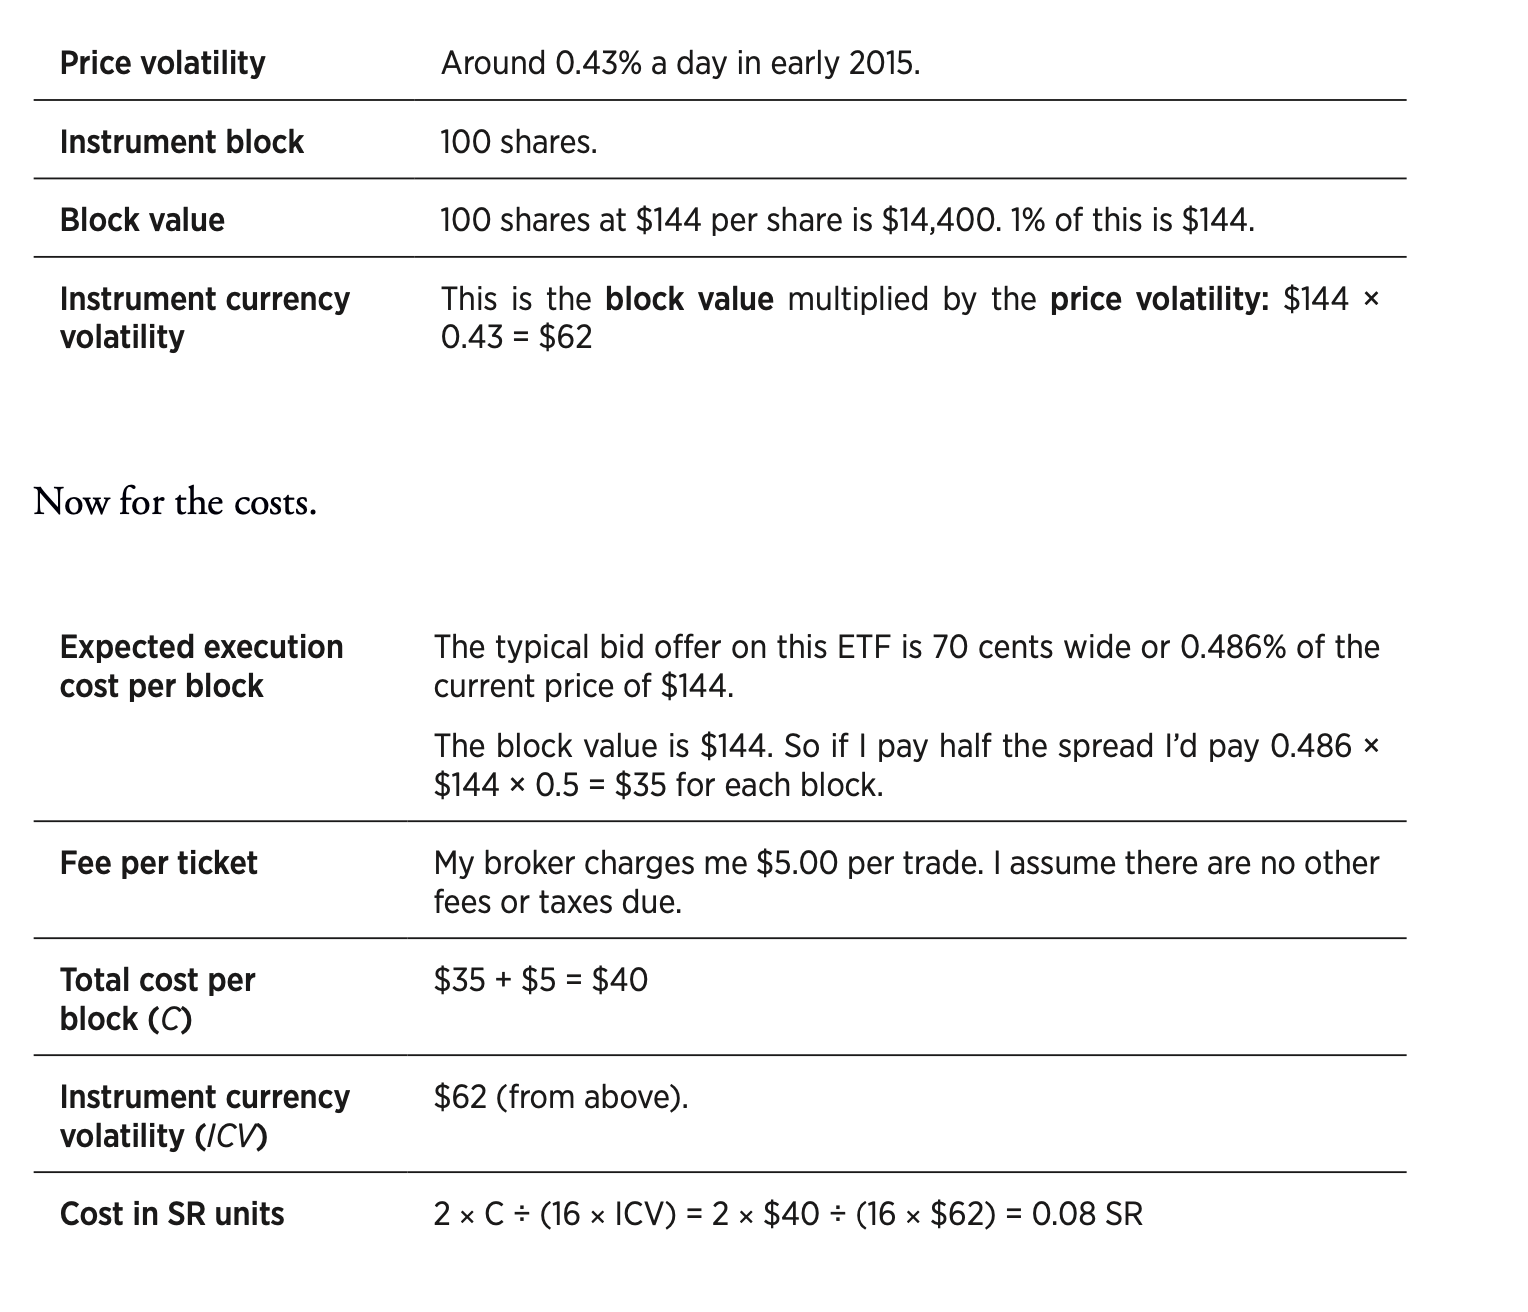 Price volatility
Around 0.43% a day in early 2015.
Instrument block
100 shares.
Block value
100 shares at $144 per share is $14,400. 1% of this is $144.
Instrument currency
volatility
This is the block value multiplied by the price volatility: $144 ×
0.43 = $62
Now for the costs.
Expected execution
cost per block
The typical bid offer on this ETF is 70 cents wide or 0.486% of the
current price of $144.
The block value is $144. So if I pay half the spread I’d pay 0.486 ×
$144 × 0.5 = $35 for each block.
Fee per ticket
My broker charges me $5.00 per trade. I assume there are no other
fees or taxes due.
Total cost per
block (C)
$35 + $5 = $40
Instrument currency
volatility (ICV)
$62 (from above).
Cost in SR units
2 × C ÷ (16 × ICV) = 2 × $40 ÷ (16 × $62) = 0.08 SR